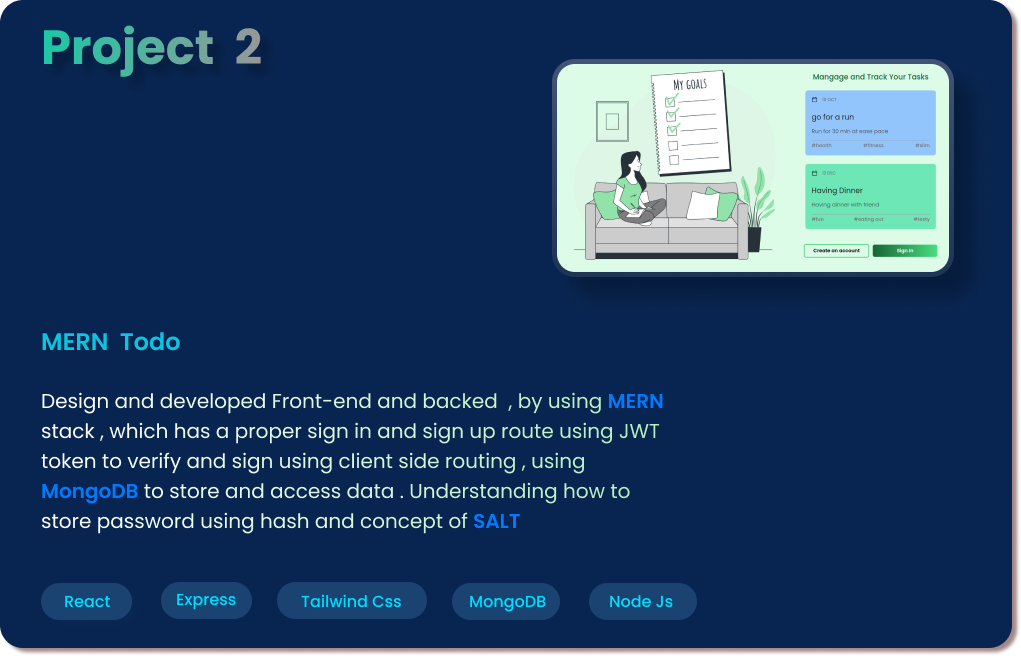 Project 2
MY GOALS
Mangage and Track Your Tasks
10 OCT
go for a run
Run for 30 min at ease pace
#health #fitness #slim
12 DEC
Having Dinner
Having dinner with friend
#fun #eating out #tasty
Create an account Sign in
MERN Todo
Design and developed Front-end and backed , by using MERN
stack , which has a proper sign in and sign up route using JWT
token to verify and sign using client side routing , using
MongoDB to store and access data . Understanding how to
store password using hash and concept of SALT
React Express Tailwind Css MongoDB Node Js